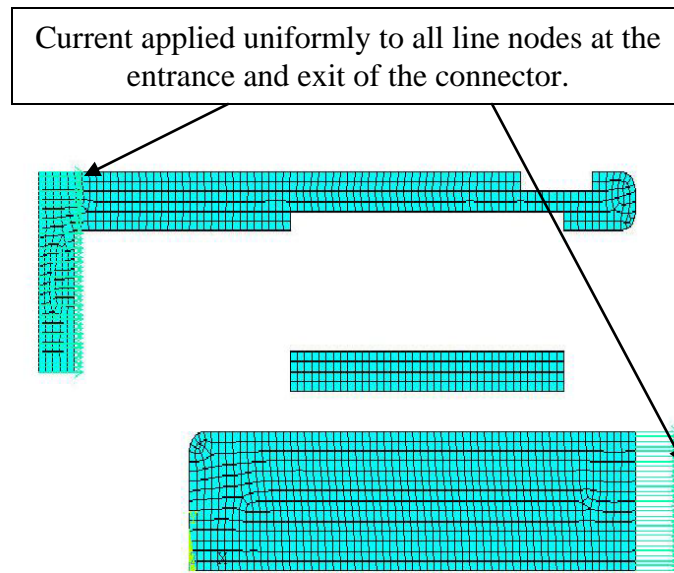 Current applied uniformly to all line nodes at the
entrance and exit of the connector.
X